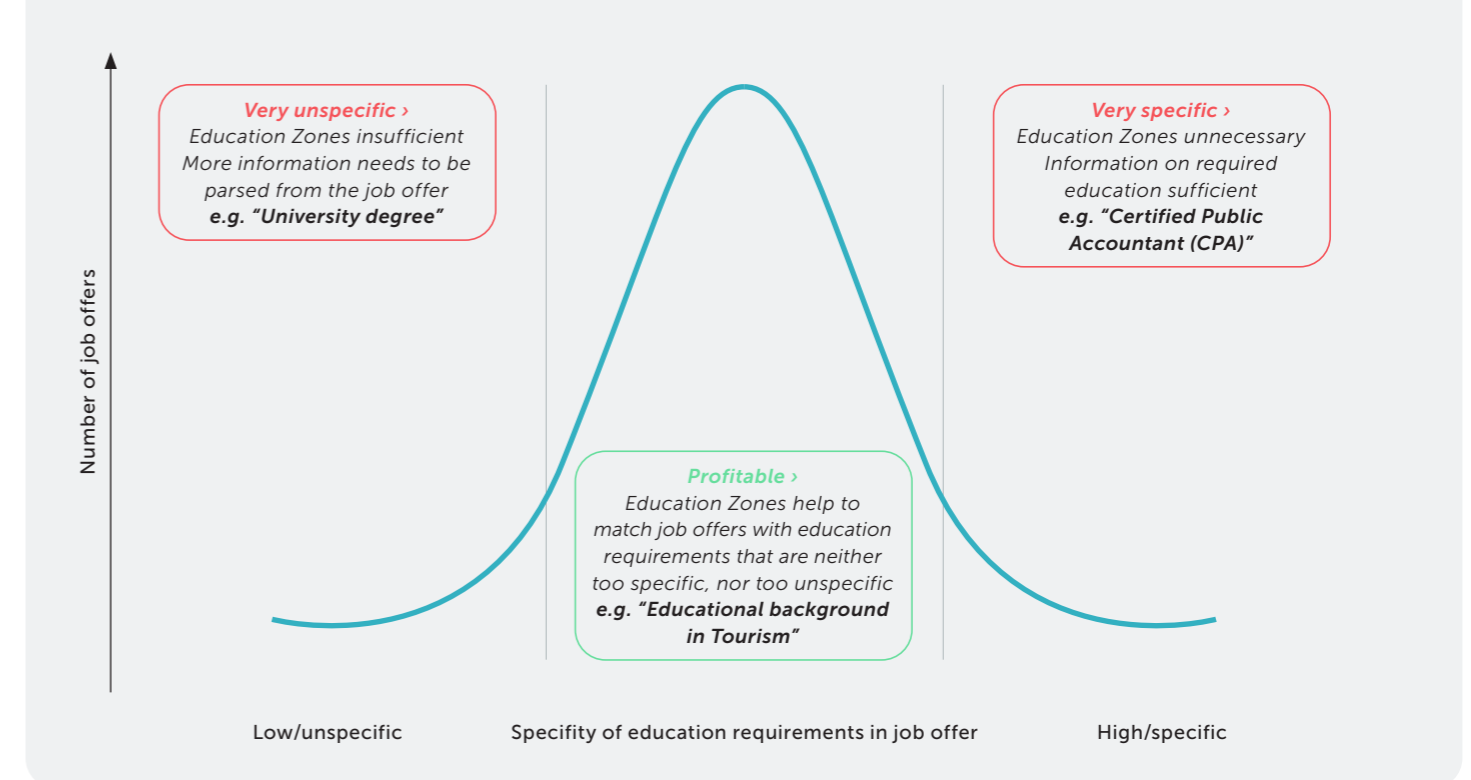 Number of job offers
Very unspecific ›
Education Zones insufficient
More information needs to be
parsed from the job offer
e.g. “University degree”
Very specific ›
Education Zones unnecessary
Information on required
education sufficient
e.g. “Certified Public
Accountant (CPA)”
Profitable ›
Education Zones help to
match job offers with education
requirements that are neither
too specific, nor too unspecific
e.g. “Educational background
in Tourism”
Low/unspecific
Specifity of education requirements in job offer
High/specific